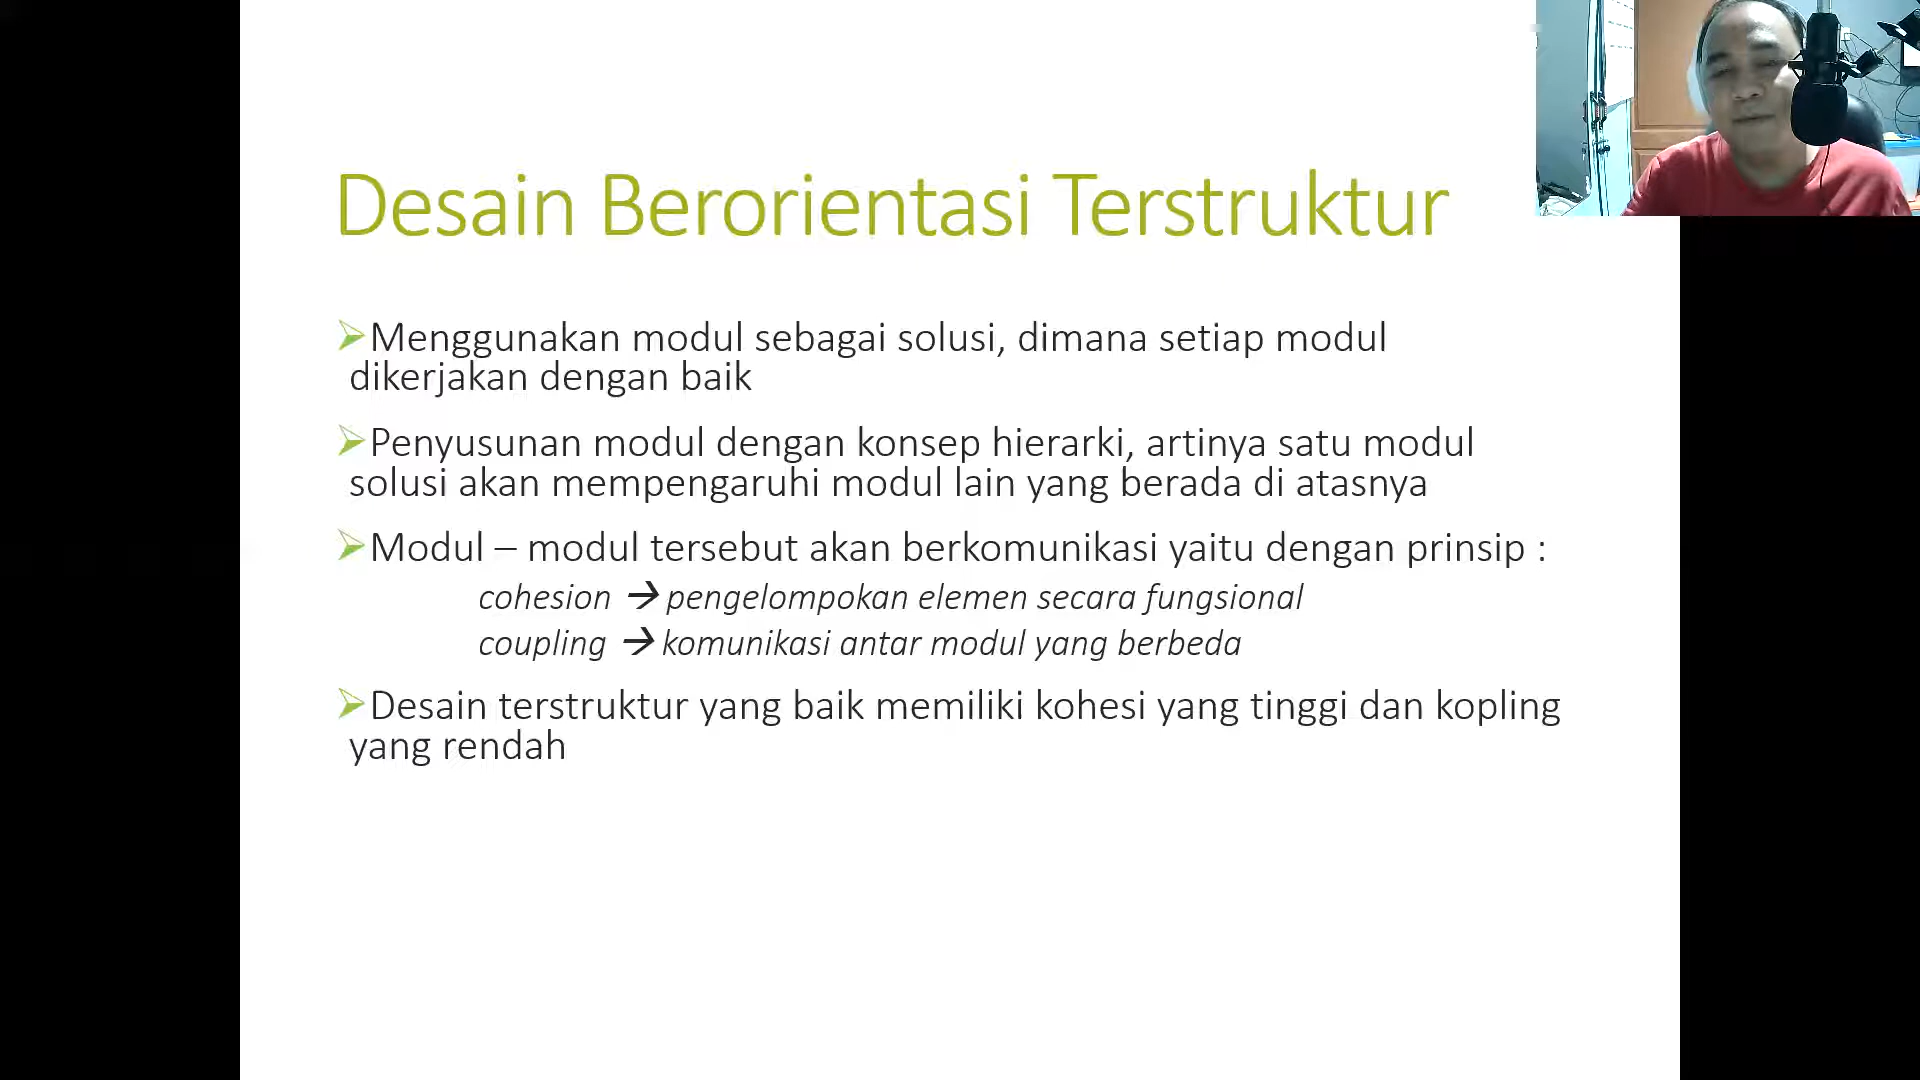 Desain Berorientasi Terstruktur
➢Menggunakan modul sebagai solusi, dimana setiap modul
dikerjakan dengan baik
➢Penyusunan modul dengan konsep hierarki, artinya satu modul
solusi akan mempengaruhi modul lain yang berada di atasnya
➢Modul – modul tersebut akan berkomunikasi yaitu dengan prinsip :
cohesion → pengelompokan elemen secara fungsional
coupling → komunikasi antar modul yang berbeda
➢Desain terstruktur yang baik memiliki kohesi yang tinggi dan kopling
yang rendah